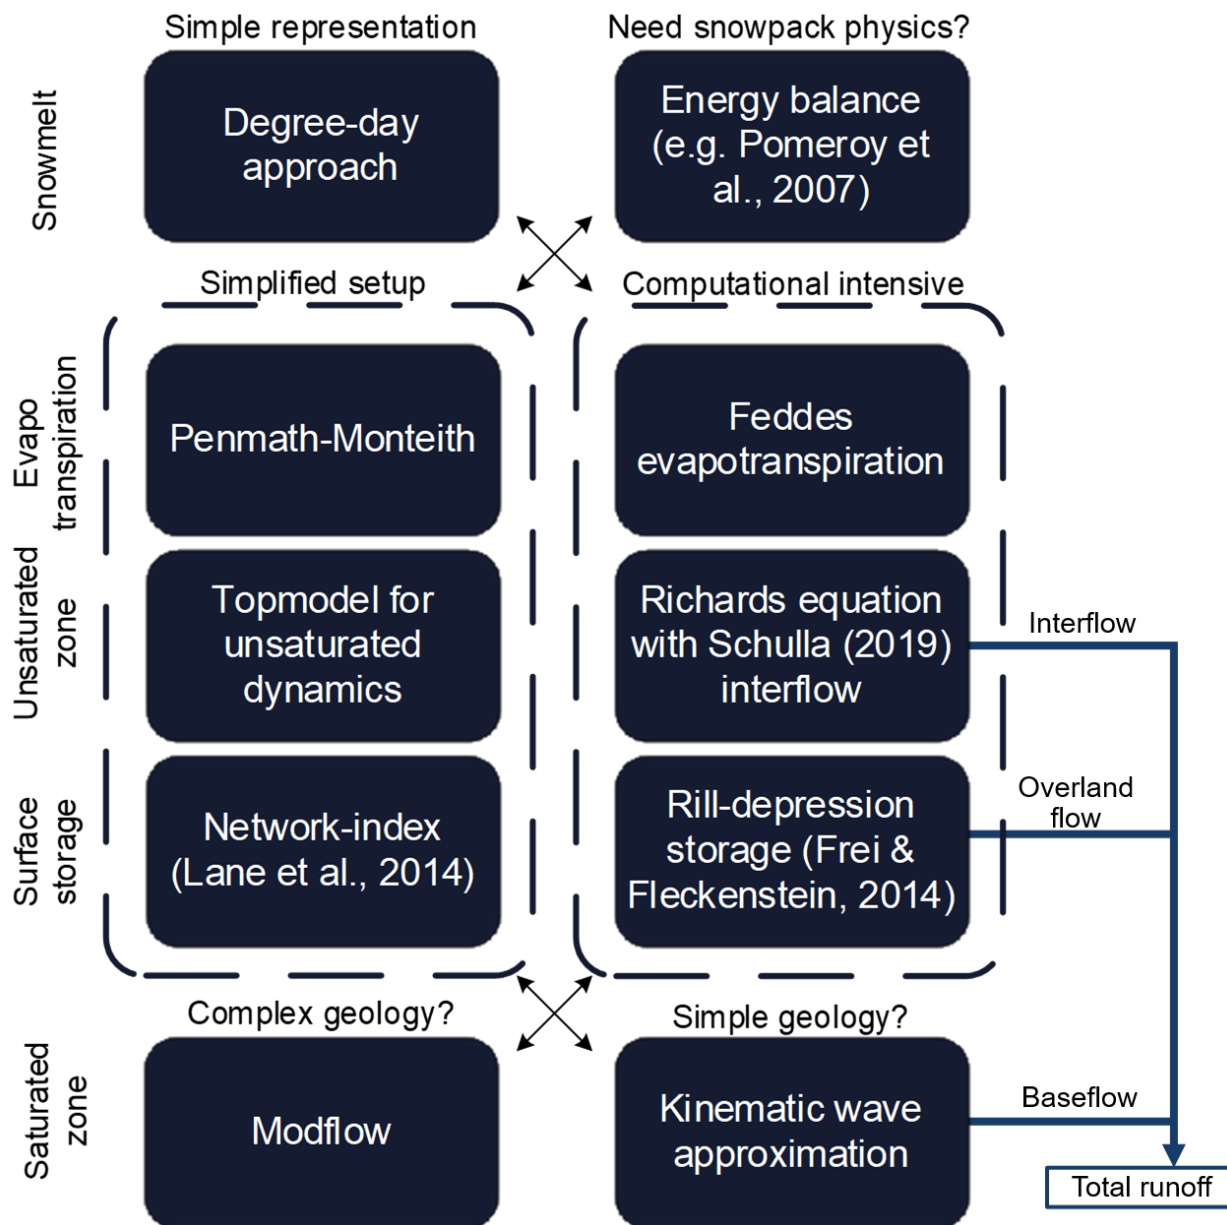 Simple representation
Need snowpack physics?
Snowmelt
Degree-day
approach
Energy balance
(e.g. Pomeroy et
al., 2007)
Simplified setup
Computational intensive
Evapo
transpiration
Penmath-Monteith
Feddes
evapotranspiration
Unsaturated
zone
Topmodel for
unsaturated
dynamics
Richards equation
with Schulla (2019)
interflow
Interflow
Surface
storage
Network-index
(Lane et al., 2014)
Rill-depression
storage (Frei &
Fleckenstein, 2014)
Overland
flow
Complex geology?
Simple geology?
Saturated
zone
Modflow
Kinematic wave
approximation
Baseflow
Total runoff